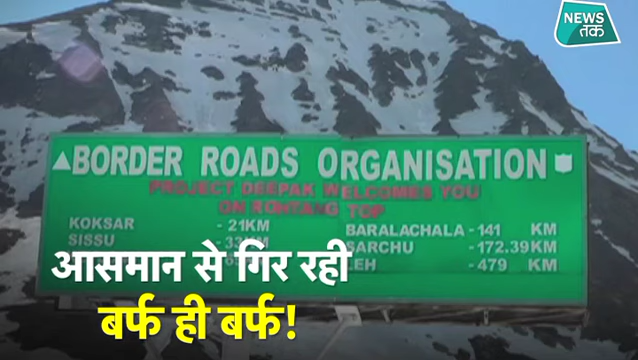 NEWS
तक
BORDER ROADS ORGANISATION
PROJECT DEEPAK WELCOMES YOU
ON ROHTANG TOP
KOKSAR - 21KM
BARALACHALA - 141 KM
SISSU
SARCHU - 172.39KM
LEH - 479 KM
आसमान से गिर रही
बर्फ ही बर्फ!